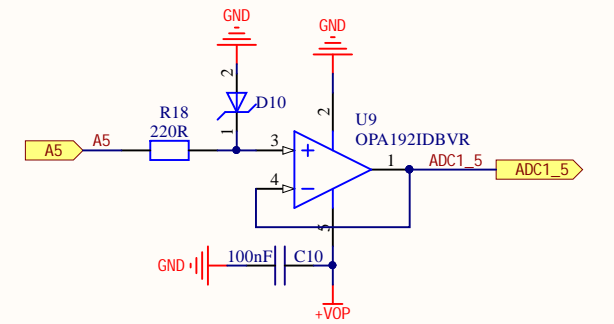 GND
GND
2
D10
1
2
R18
220R
U9
OPA192IDBVR
A5
A5
3
4
1
ADC1_5
ADC1_5
5
100nF
C10
GND
+VOP